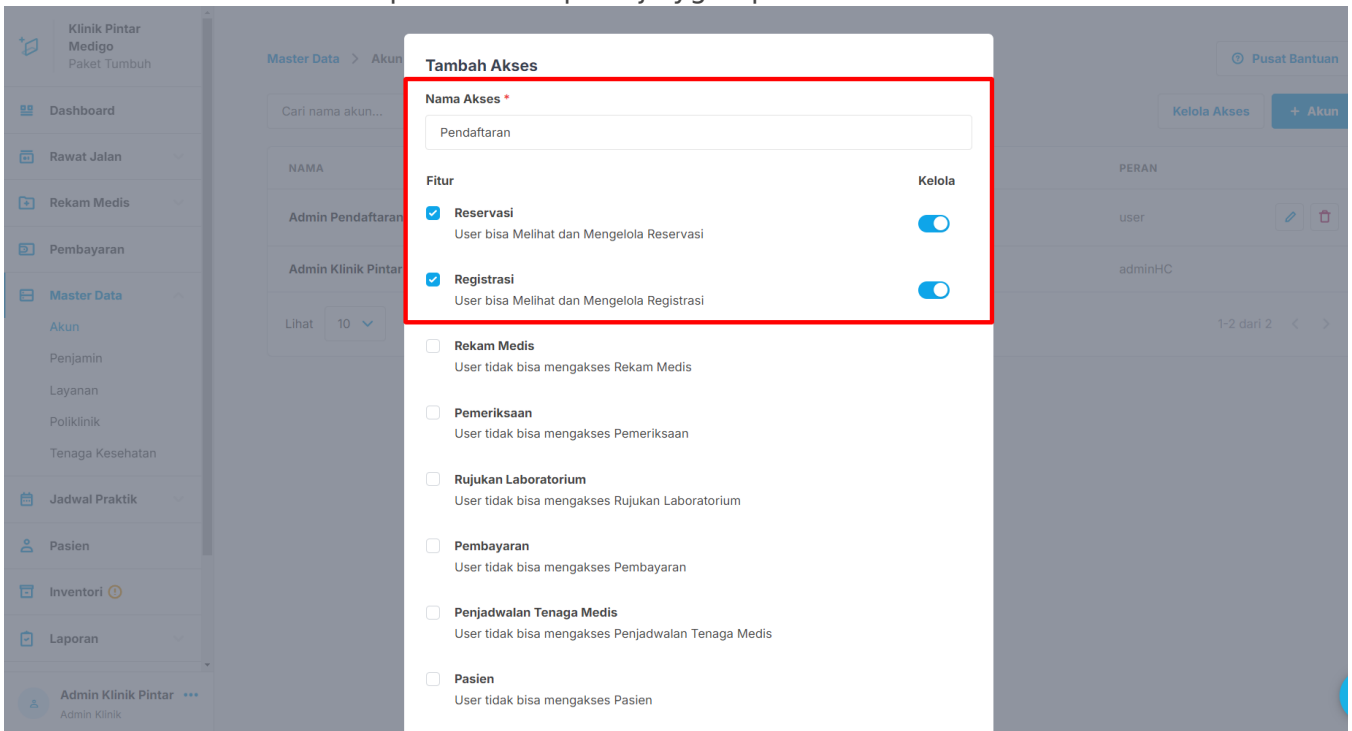 Klinik Pintar
Medigo
Paket Tumbuh
Dashboard
Rawat Jalan
Rekam Medis
Pembayaran
Master Data
Akun
Penjamin
Layanan
Poliklinik
Tenaga Kesehatan
Jadwal Praktik
Pasien
Inventori
Laporan
Admin Klinik Pintar
Admin Klinik
Master Data > Akun
Pusat Bantuan
Cari nama akun...
Kelola Akses
+ Akun
NAMA
PERAN
Admin Pendaftaran
user
Admin Klinik Pintar
adminHC
Lihat 10
1-2 dari 2 < >
Tambah Akses
Nama Akses *
Pendaftaran
Fitur Kelola
Reservasi
User bisa Melihat dan Mengelola Reservasi
Registrasi
User bisa Melihat dan Mengelola Registrasi
Rekam Medis
User tidak bisa mengakses Rekam Medis
Pemeriksaan
User tidak bisa mengakses Pemeriksaan
Rujukan Laboratorium
User tidak bisa mengakses Rujukan Laboratorium
Pembayaran
User tidak bisa mengakses Pembayaran
Penjadwalan Tenaga Medis
User tidak bisa mengakses Penjadwalan Tenaga Medis
Pasien
User tidak bisa mengakses Pasien